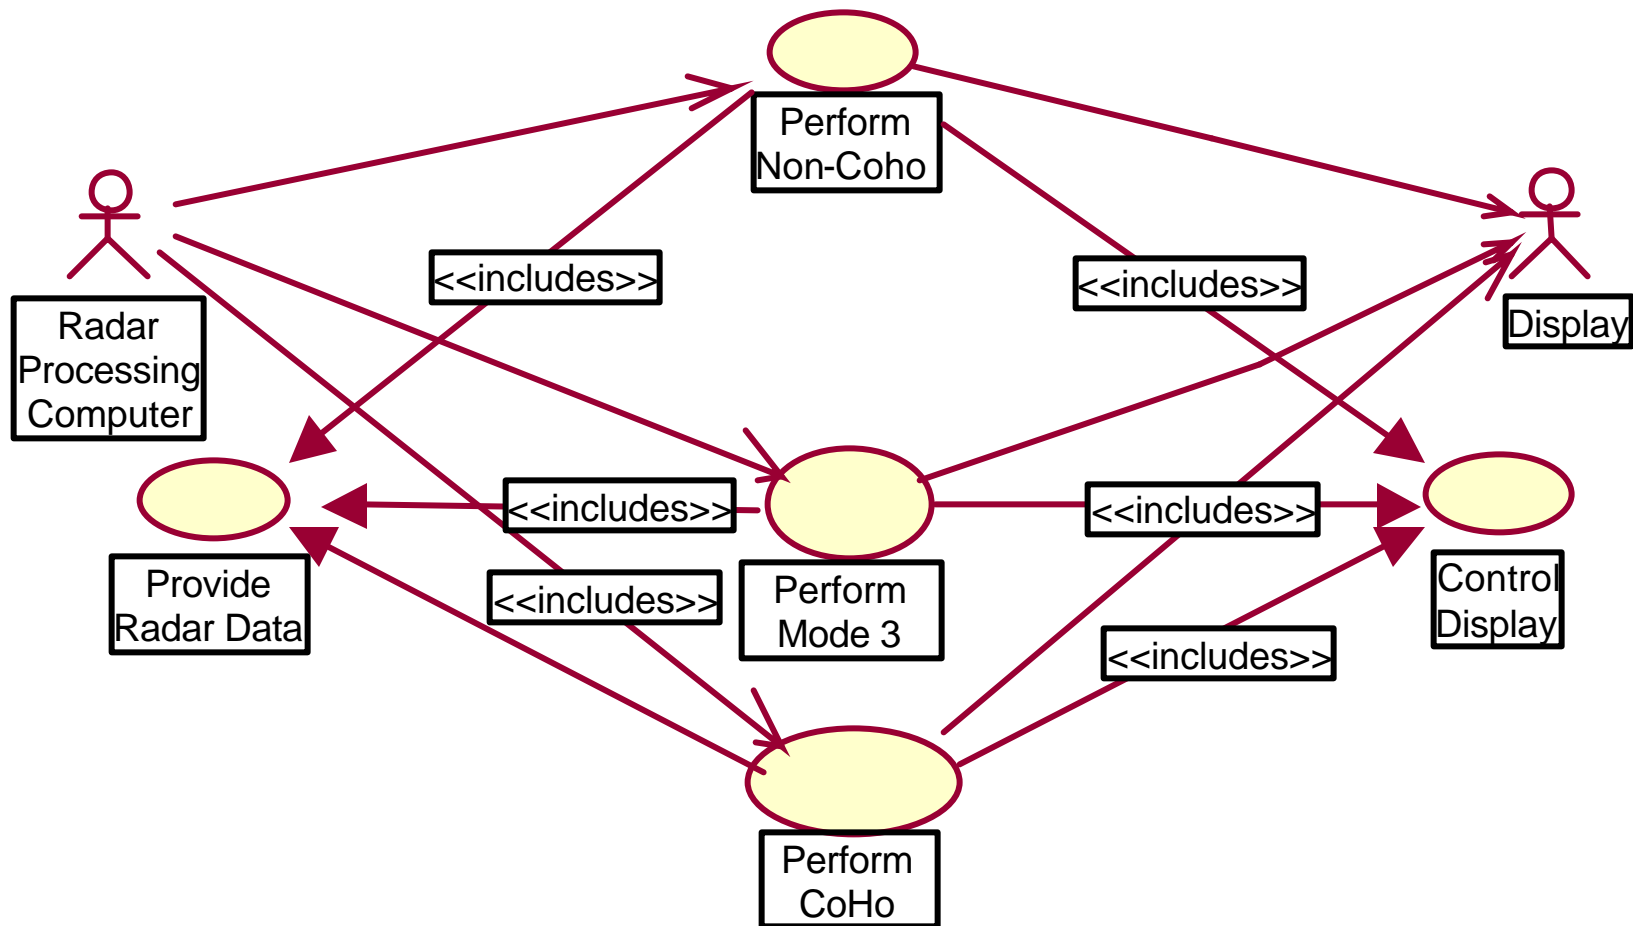 Perform
Non-Coho
<<includes>>
<<includes>>
Radar
Processing
Computer
Display
<<includes>>
<<includes>>
Provide
Radar Data
<<includes>>
Perform
Mode 3
Control
Display
<<includes>>
Perform
CoHo